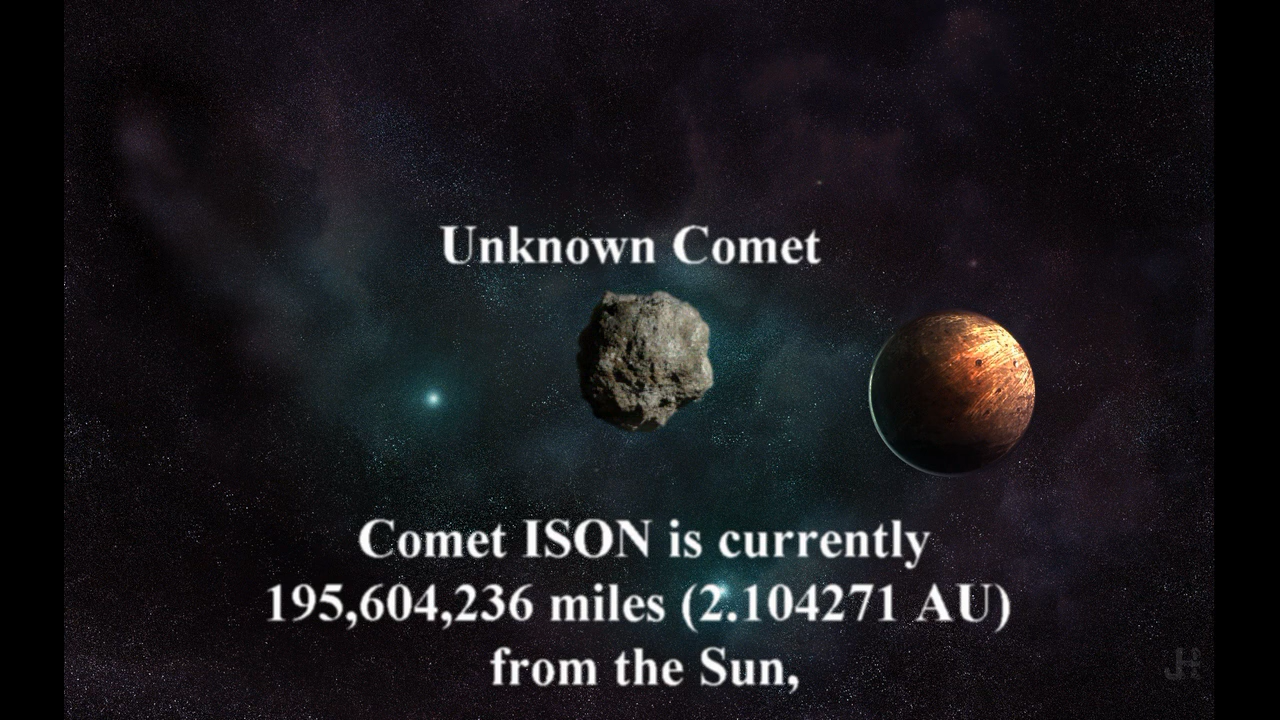 Unknown Comet
Comet ISON is currently
195,604,236 miles (2.104271 AU)
from the Sun,